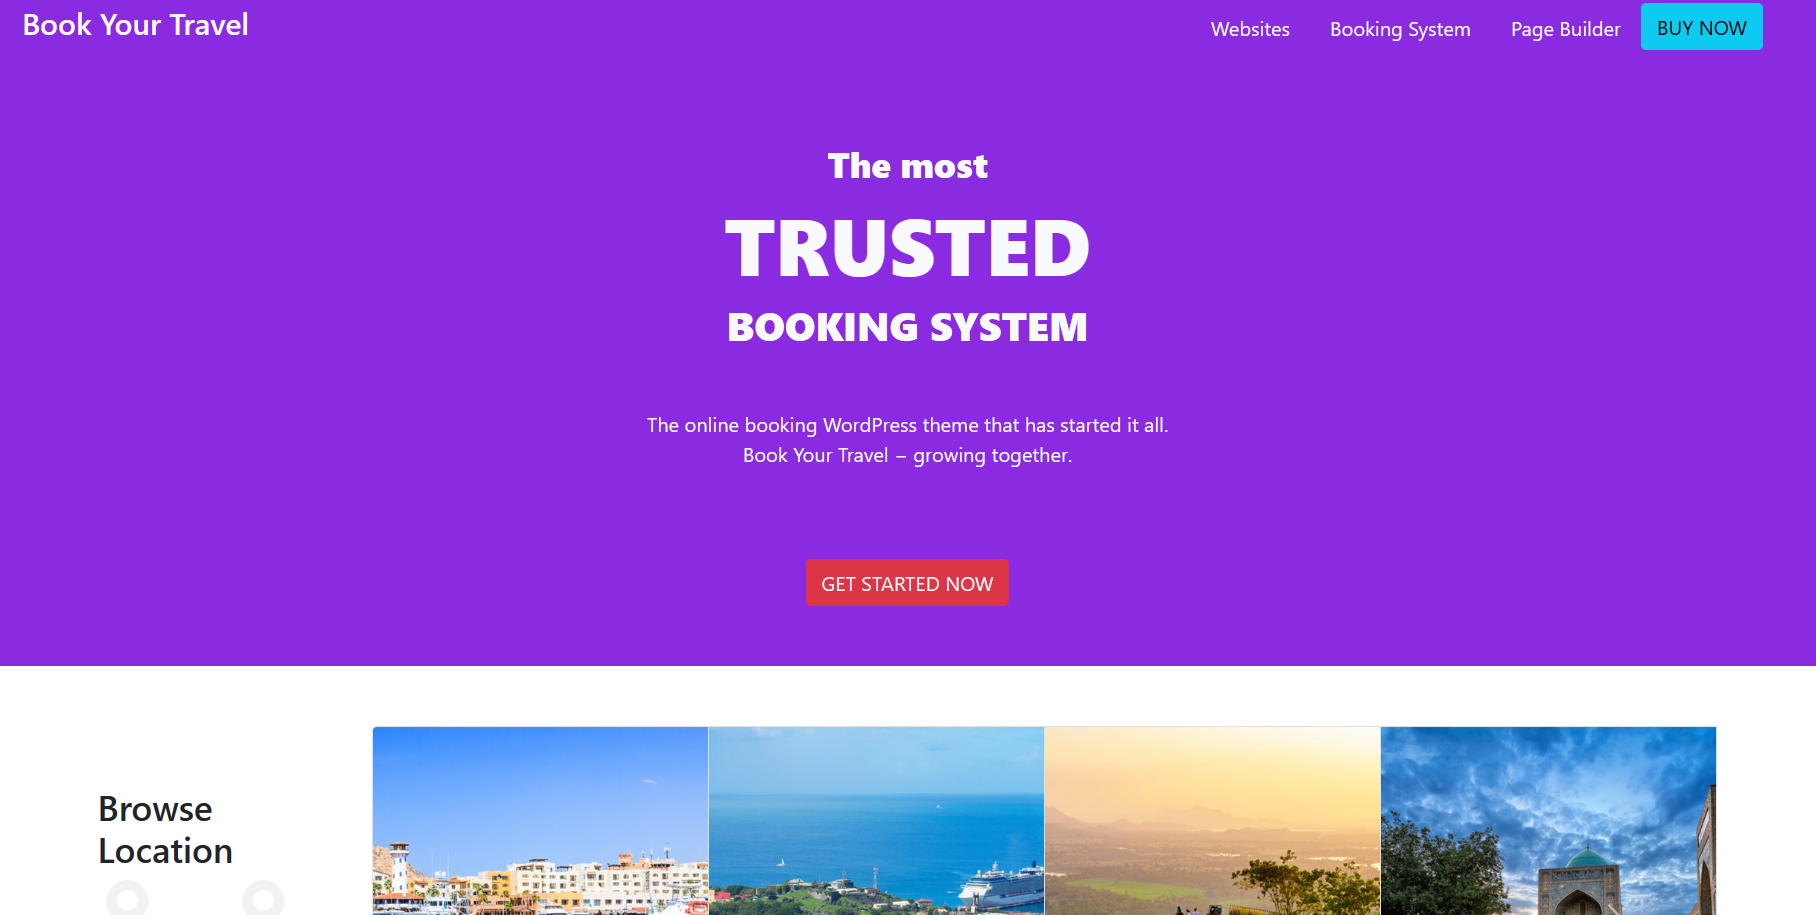 Book Your Travel
Websites Booking System Page Builder BUY NOW
The most
TRUSTED
BOOKING SYSTEM
The online booking WordPress theme that has started it all.
Book Your Travel – growing together.
GET STARTED NOW
Browse
Location